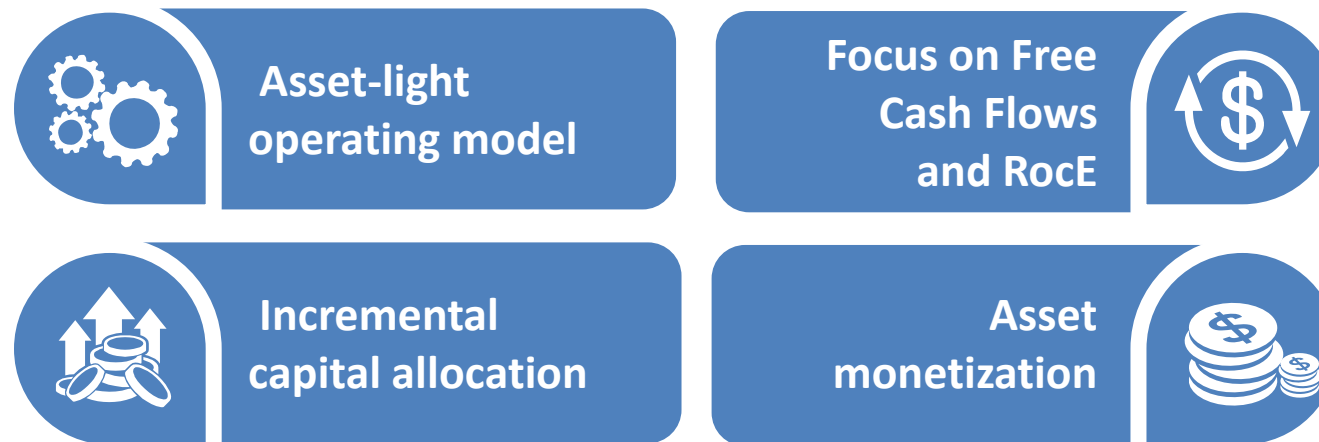 Asset-light
operating model
Focus on Free
Cash Flows
and RocE
$
Incremental
capital allocation
Asset
monetization
$
$